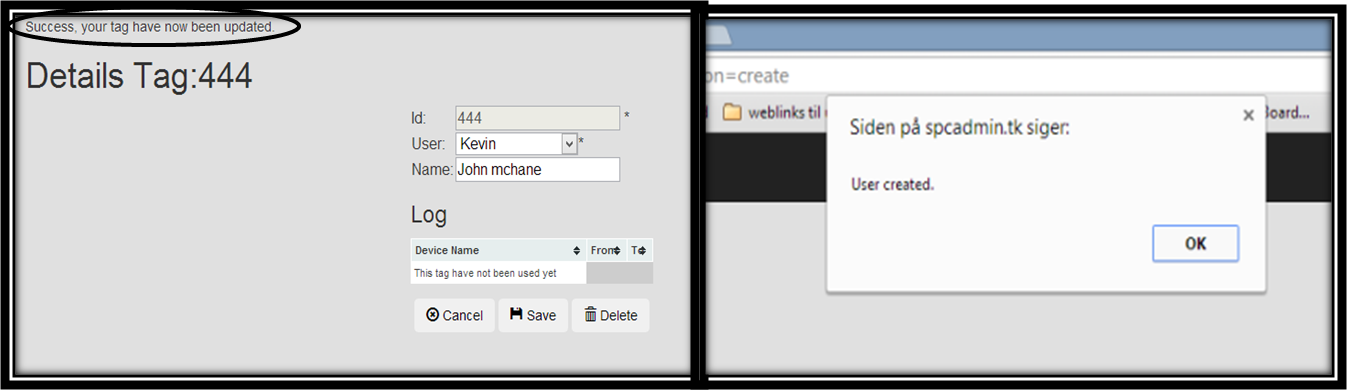 Success, your tag have now been updated.
Details Tag:444
Id: 444 *
User: Kevin *
Name: John mchane
Log
Device Name From To
This tag have not been used yet
Cancel Save Delete
on=create
weblinks til Board...
Siden på spcadmin.tk siger:
User created.
OK